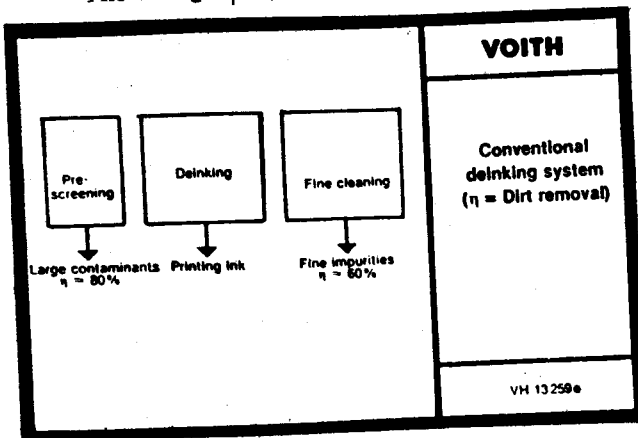 Pre-
screening
Deinking
Fine cleaning
Large contaminants
η = 80%
Printing ink
Fine impurities
η = 60%
VOITH
Conventional
deinking system
(η = Dirt removal)
VH 13259e